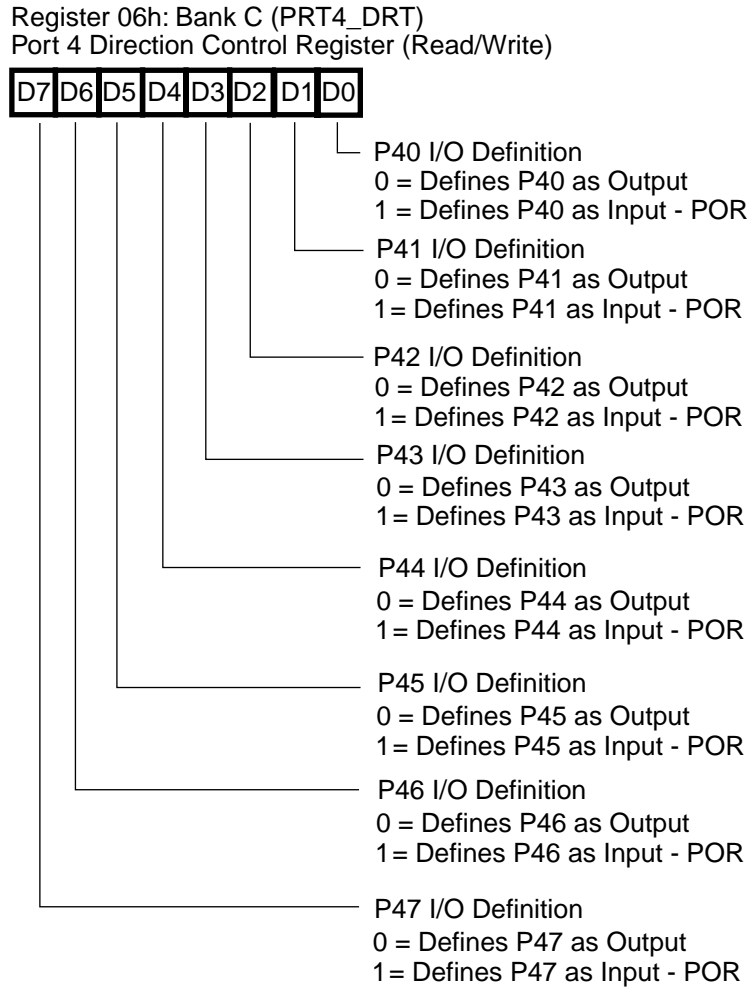 Register 06h: Bank C (PRT4_DRT)
Port 4 Direction Control Register (Read/Write)
D7 D6 D5 D4 D3 D2 D1 D0
P40 I/O Definition
0 = Defines P40 as Output
1 = Defines P40 as Input - POR
P41 I/O Definition
0 = Defines P41 as Output
1= Defines P41 as Input - POR
P42 I/O Definition
0 = Defines P42 as Output
1= Defines P42 as Input - POR
P43 I/O Definition
0 = Defines P43 as Output
1= Defines P43 as Input - POR
P44 I/O Definition
0 = Defines P44 as Output
1= Defines P44 as Input - POR
P45 I/O Definition
0 = Defines P45 as Output
1= Defines P45 as Input - POR
P46 I/O Definition
0 = Defines P46 as Output
1= Defines P46 as Input - POR
P47 I/O Definition
0 = Defines P47 as Output
1= Defines P47 as Input - POR